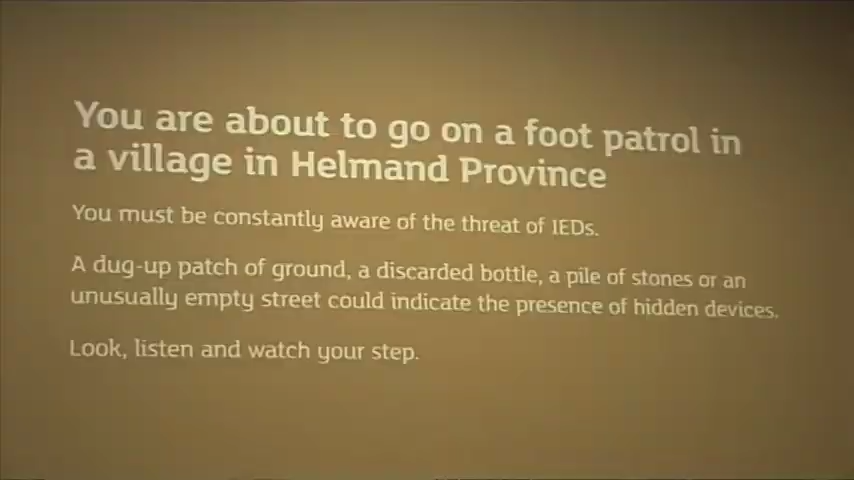 You are about to go on a foot patrol in
a village in Helmand Province
You must be constantly aware of the threat of IEDs.
A dug-up patch of ground, a discarded bottle, a pile of stones or an
unusually empty street could indicate the presence of hidden devices.
Look, listen and watch your step.